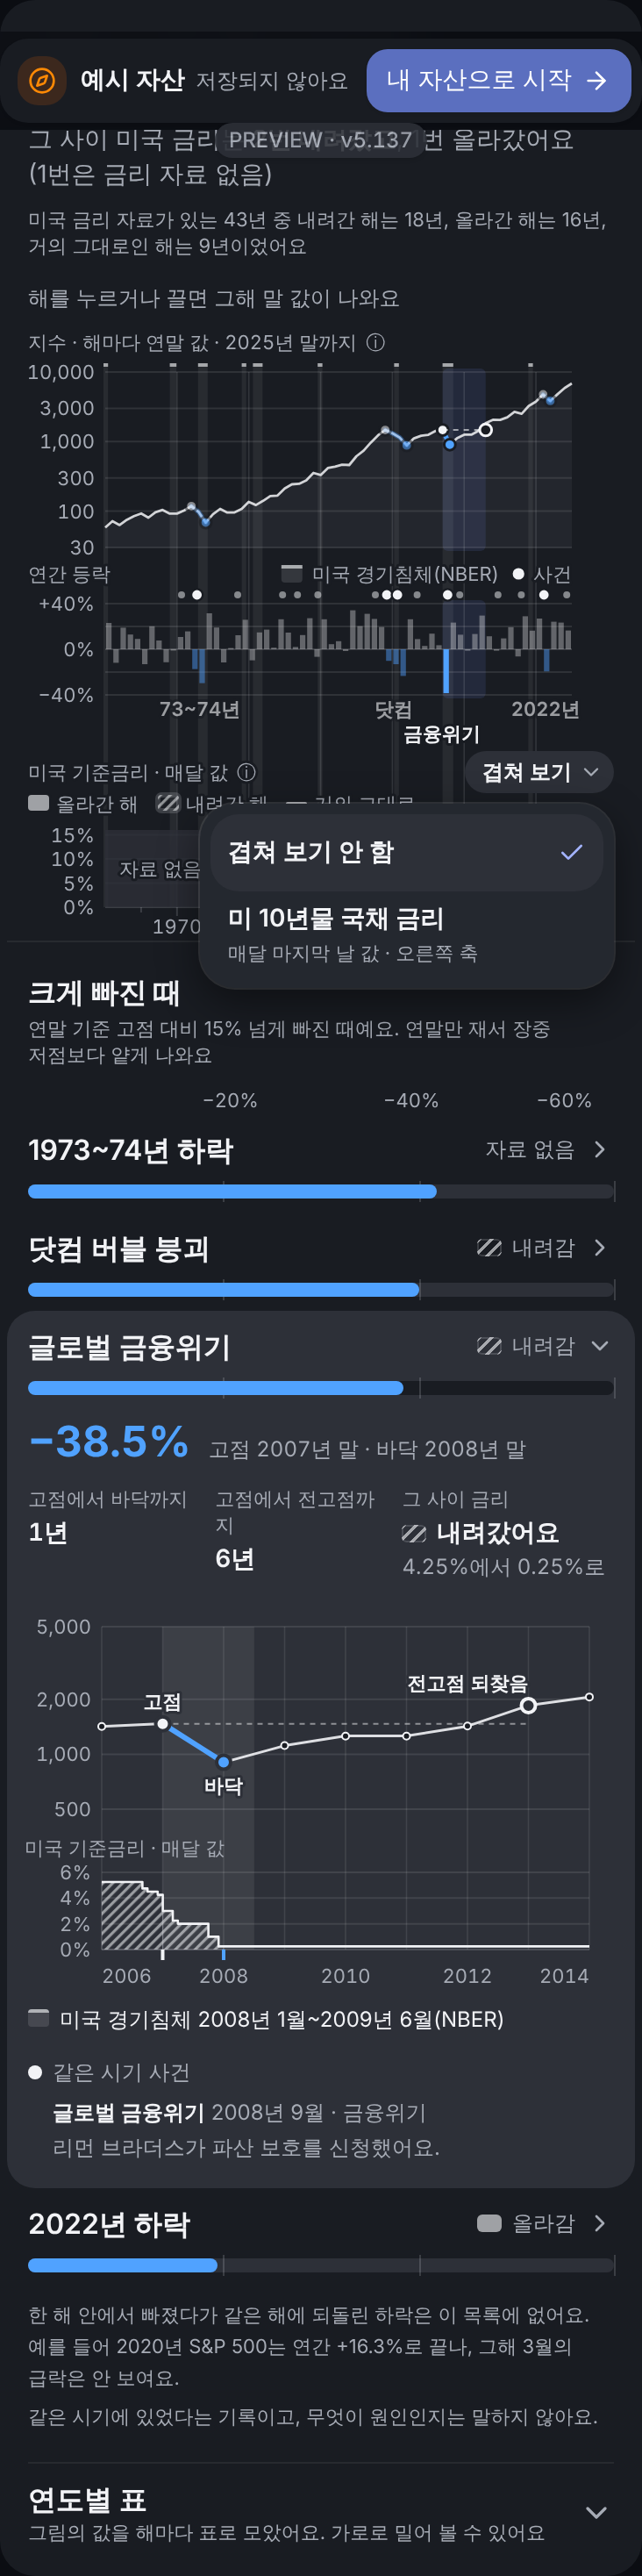 예시 자산 저장되지 않아요 내 자산으로 시작 →
PREVIEW · v5.137
그 사이 미국 금리 번 올라갔어요
(1번은 금리 자료 없음)
미국 금리 자료가 있는 43년 중 내려간 해는 18년, 올라간 해는 16년,
거의 그대로인 해는 9년이었어요
해를 누르거나 끌면 그해 말 값이 나와요
지수 · 해마다 연말 값 · 2025년 말까지 ⓘ
10,000
3,000
1,000
300
100
30
연간 등락 미국 경기침체(NBER) 사건
+40%
0%
−40%
73~74년 닷컴 2022년
금융위기
미국 기준금리 · 매달 값 ⓘ 겹쳐 보기
올라간 해 내려간 해 거의 그대로
15%
10%
5%
0%
자료 없음
1970
겹쳐 보기 안 함
미 10년물 국채 금리
매달 마지막 날 값 · 오른쪽 축
크게 빠진 때
연말 기준 고점 대비 15% 넘게 빠진 때예요. 연말만 재서 장중
저점보다 얕게 나와요
−20% −40% −60%
1973~74년 하락 자료 없음
닷컴 버블 붕괴 내려감
글로벌 금융위기 내려감
−38.5% 고점 2007년 말 · 바닥 2008년 말
고점에서 바닥까지
1년
고점에서 전고점까
지
6년
그 사이 금리
내려갔어요
4.25%에서 0.25%로
5,000
2,000
1,000
500
고점
바닥
전고점 되찾음
미국 기준금리 · 매달 값
6%
4%
2%
0%
2006 2008 2010 2012 2014
미국 경기침체 2008년 1월~2009년 6월(NBER)
같은 시기 사건
글로벌 금융위기 2008년 9월 · 금융위기
리먼 브라더스가 파산 보호를 신청했어요.
2022년 하락 올라감
한 해 안에서 빠졌다가 같은 해에 되돌린 하락은 이 목록에 없어요.
예를 들어 2020년 S&P 500는 연간 +16.3%로 끝나, 그해 3월의
급락은 안 보여요.
같은 시기에 있었다는 기록이고, 무엇이 원인인지는 말하지 않아요.
연도별 표
그림의 값을 해마다 표로 모았어요. 가로로 밀어 볼 수 있어요